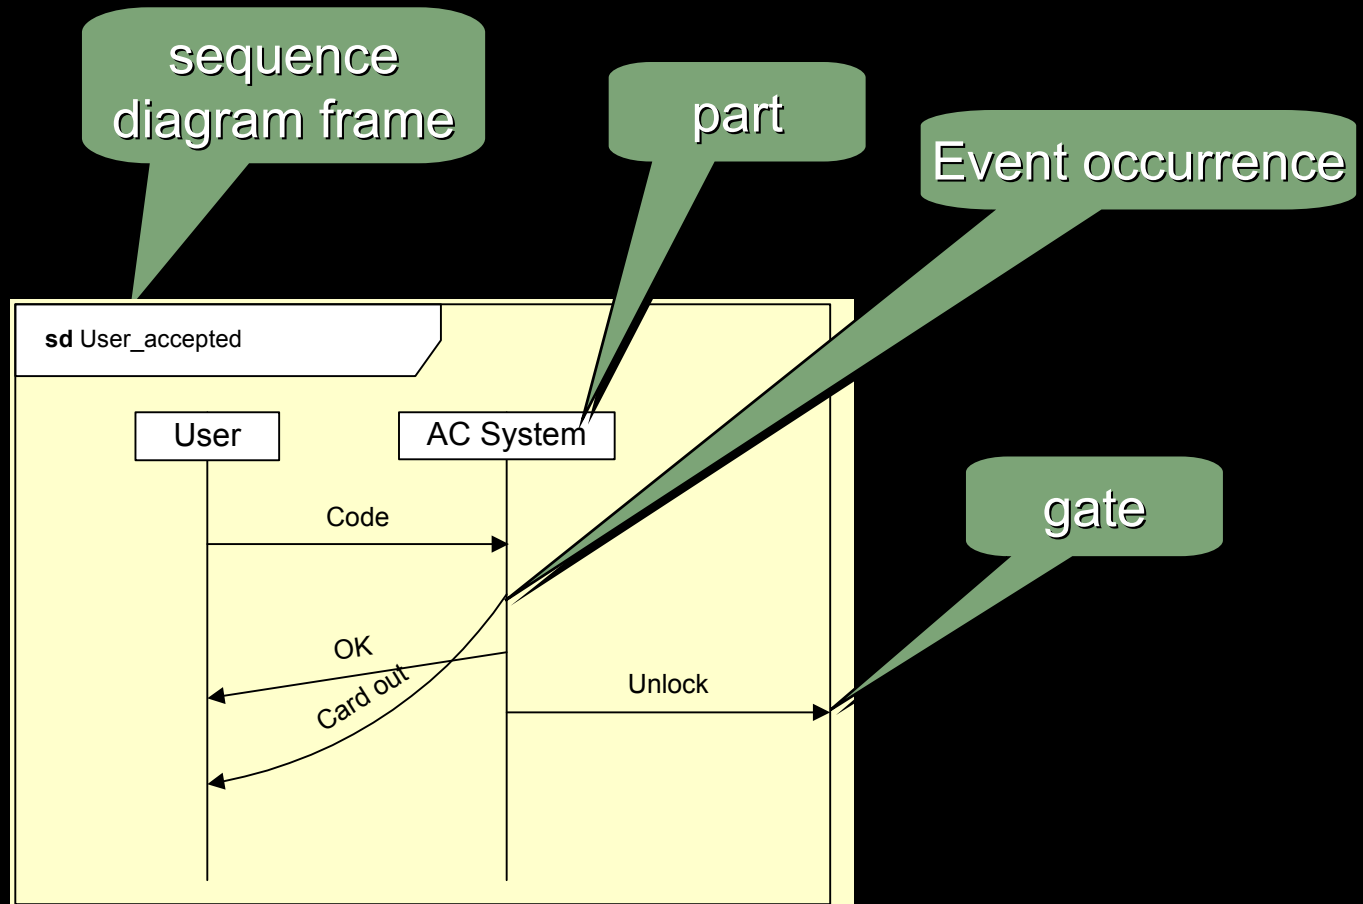 sequence
diagram frame
part
Event occurrence
sd User_accepted
User
AC System
Code
gate
OK
Card out
Unlock